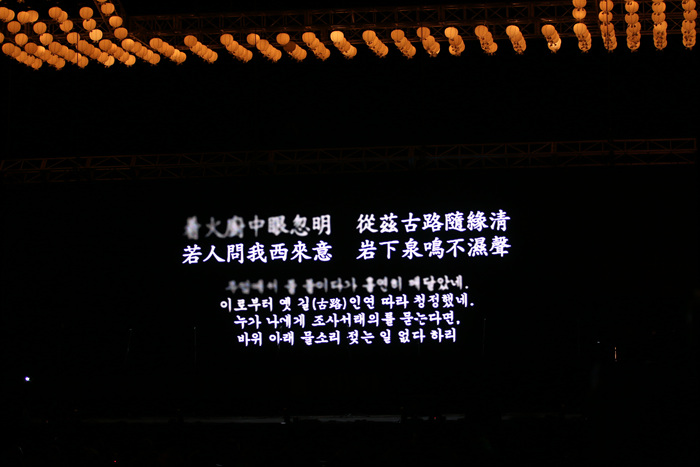 着火廚中眼忽明 從茲古路隨緣清
若人問我西來意 岩下泉鳴不濕聲
부엌에서 불 붙이다가 홀연히 깨달았네.
이로부터 옛 길(古路)인연 따라 청정했네.
누가 나에게 조사서래의를 묻는다면,
바위 아래 물소리 젖는 일 없다 하리